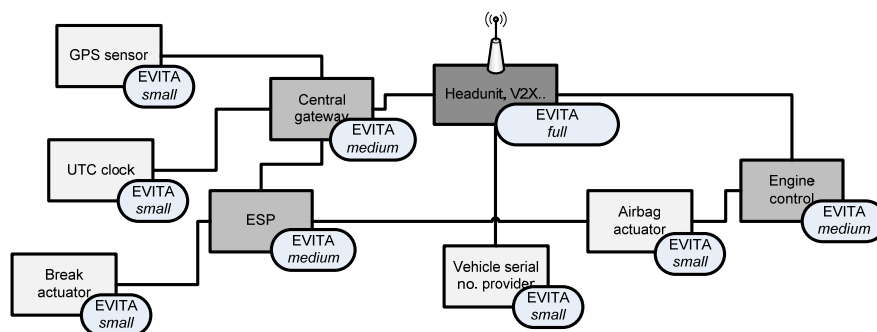 GPS sensor
EVITA
small
Central
gateway
EVITA
medium
Headunit, V2X..
EVITA
full
UTC clock
EVITA
small
ESP
EVITA
medium
Airbag
actuator
EVITA
small
Engine
control
EVITA
medium
Break
actuator
EVITA
small
Vehicle serial
no. provider
EVITA
small